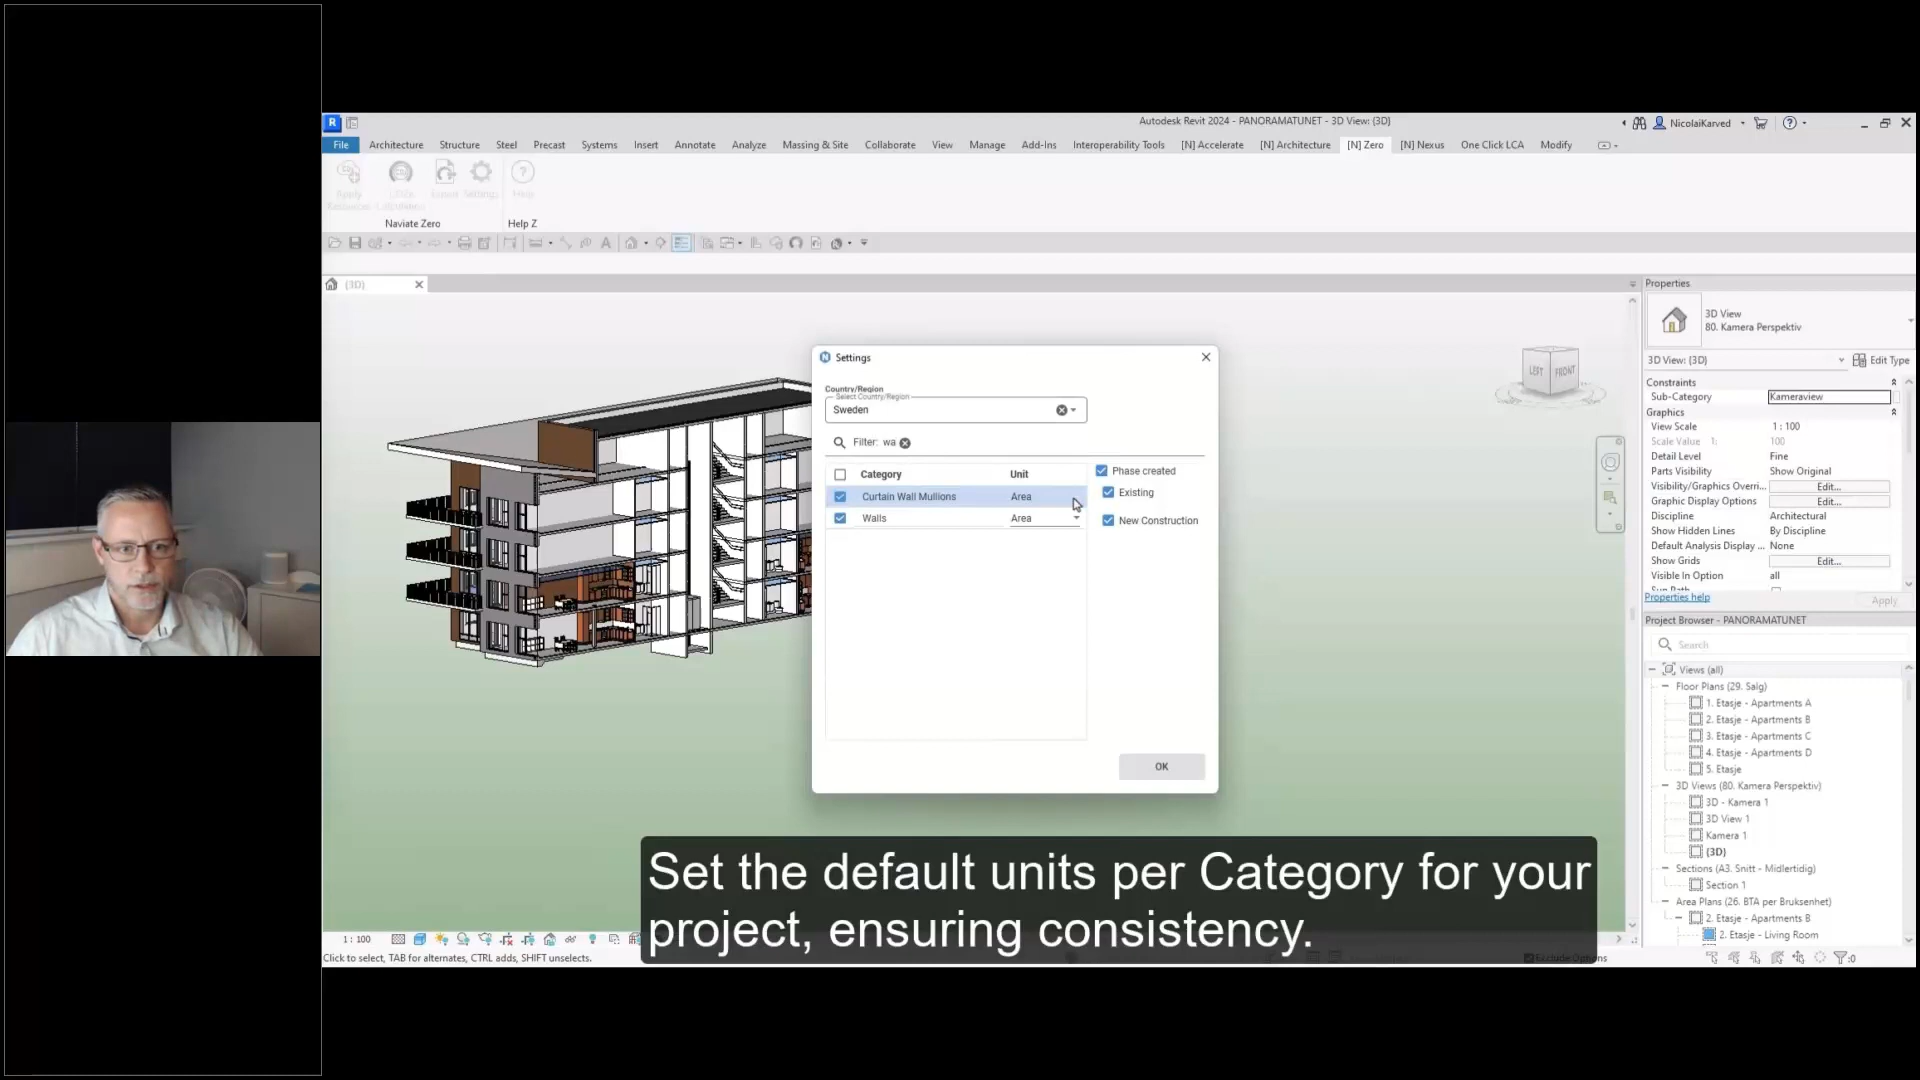 Autodesk Revit 2024 - PANORAMATUNET - 3D View: {3D}
NicolaiKarved
File Architecture Structure Steel Precast Systems Insert Annotate Analyze Massing & Site Collaborate View Manage Add-Ins Interoperability Tools [N] Accelerate [N] Architecture [N] Zero [N] Nexus One Click LCA Modify
Apply Settings Help
Naviate Zero Help Z
{3D}
Properties
3D View
80. Kamera Perspektiv
3D View: {3D} Edit Type
Constraints
Sub-Category Kameraview
Graphics
View Scale 1 : 100
Scale Value 1: 100
Detail Level Fine
Parts Visibility Show Original
Visibility/Graphics Overri... Edit...
Graphic Display Options Edit...
Discipline Architectural
Show Hidden Lines By Discipline
Default Analysis Display ... None
Show Grids Edit...
Visible In Option all
Sun Path
Properties help Apply
Project Browser - PANORAMATUNET
Search
Views (all)
Floor Plans (29. Salg)
1. Etasje - Apartments A
2. Etasje - Apartments B
3. Etasje - Apartments C
4. Etasje - Apartments D
5. Etasje
3D Views (80. Kamera Perspektiv)
3D - Kamera 1
3D View 1
Kamera 1
{3D}
Sections (A3. Snitt - Midlertidig)
Section 1
Area Plans (26. BTA per Bruksenhet)
2. Etasje - Apartments B
2. Etasje - Living Room
LEFT FRONT
Settings
Country/Region
Select Country/Region
Sweden
Filter: wa
Category Unit
Curtain Wall Mullions Area
Walls Area
Phase created
Existing
New Construction
OK
Set the default units per Category for your
project, ensuring consistency.
1 : 100
Click to select, TAB for alternates, CTRL adds, SHIFT unselects.
Exclude Options
:0